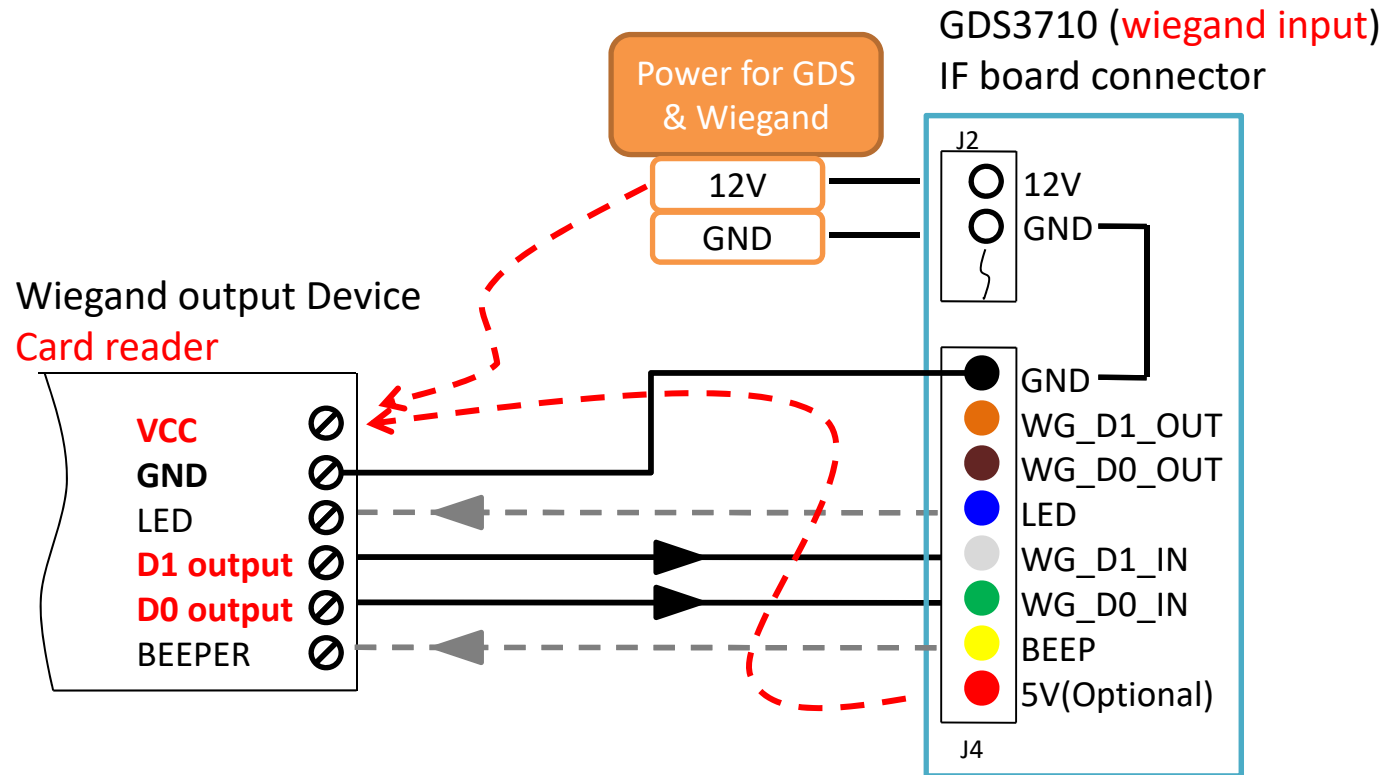 GDS3710 (wiegand input)
IF board connector
Power for GDS
& Wiegand
12V
GND
J2
12V
GND
Wiegand output Device
Card reader
VCC
GND
LED
D1 output
D0 output
BEEPER
GND
WG_D1_OUT
WG_D0_OUT
LED
WG_D1_IN
WG_D0_IN
BEEP
5V(Optional)
J4